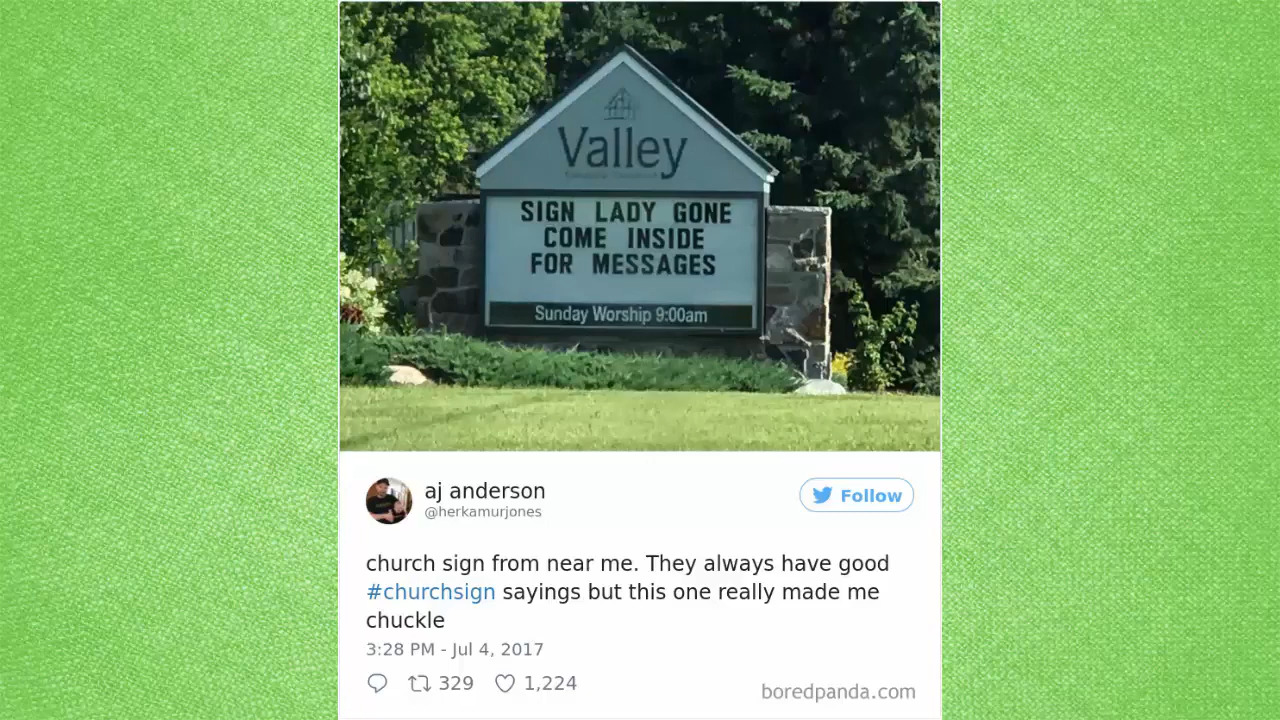 Valley
SIGN LADY GONE
COME INSIDE
FOR MESSAGES
Sunday Worship 9:00am
aj anderson
@herkamurjones
Follow
church sign from near me. They always have good
#churchsign sayings but this one really made me
chuckle
3:28 PM - Jul 4, 2017
329
1,224
boredpanda.com